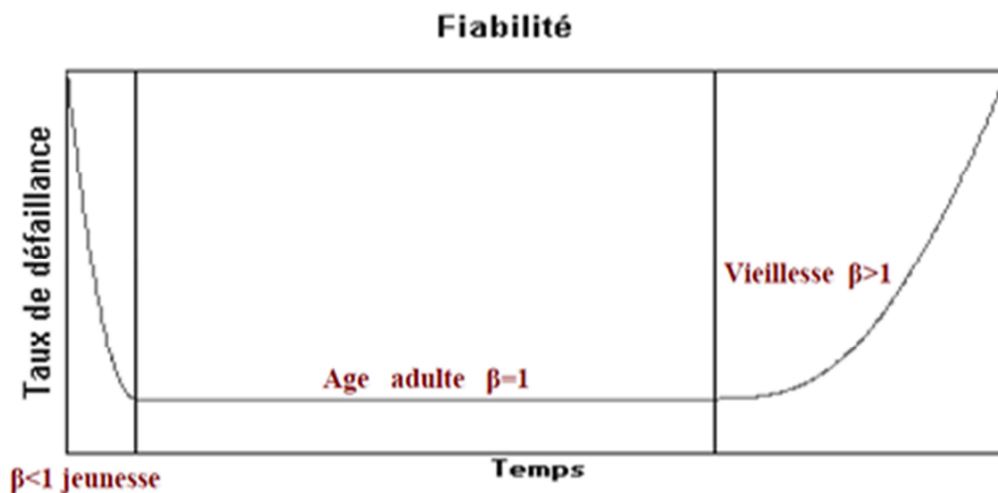 Fiabilité
Taux de défaillance
Vieillesse β>1
Age adulte β=1
Temps
β<1 jeunesse